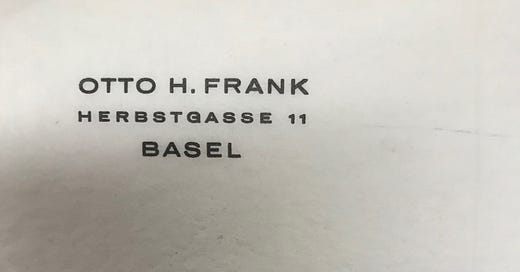 OTTO H. FRANK
HERBSTGASSE 11
BASEL